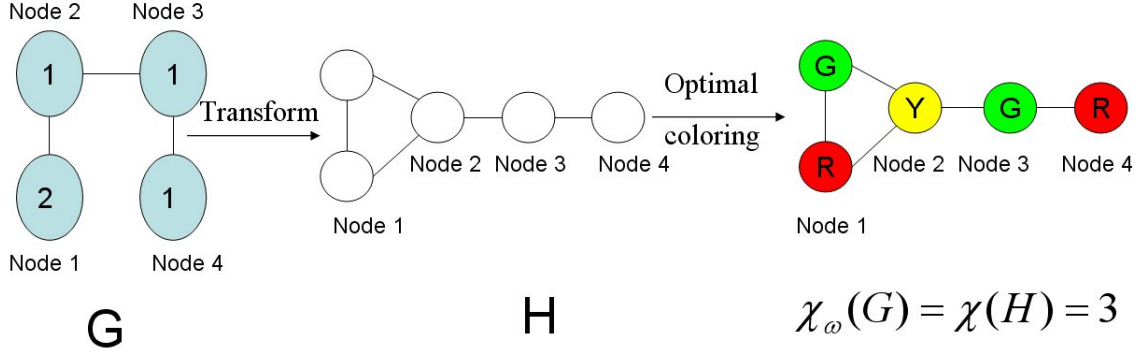 Node 2 Node 3
1 1
2 1
Node 1 Node 4
G
Transform
Node 2 Node 3 Node 4
Node 1
H
Optimal
coloring
G
Y G R
R
Node 2 Node 3 Node 4
Node 1
χ_ω(G) = χ(H) = 3